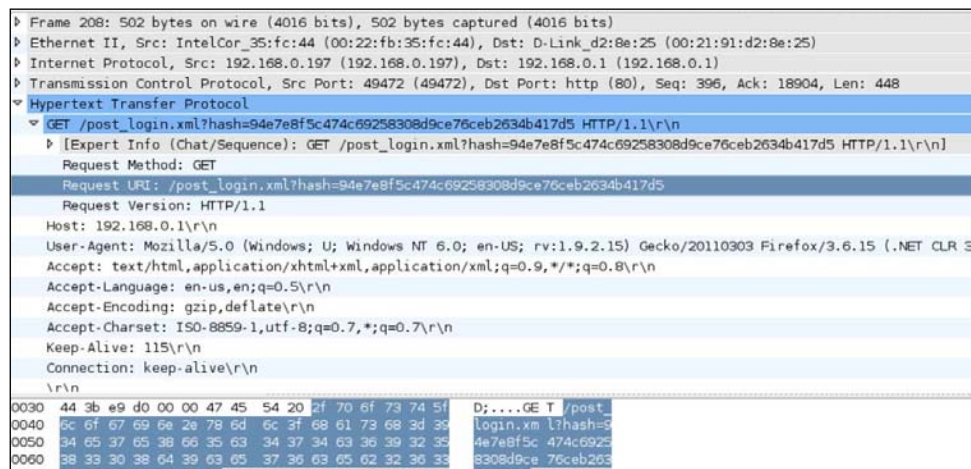 Frame 208: 502 bytes on wire (4016 bits), 502 bytes captured (4016 bits)
Ethernet II, Src: IntelCor_35:fc:44 (00:22:fb:35:fc:44), Dst: D-Link_d2:8e:25 (00:21:91:d2:8e:25)
Internet Protocol, Src: 192.168.0.197 (192.168.0.197), Dst: 192.168.0.1 (192.168.0.1)
Transmission Control Protocol, Src Port: 49472 (49472), Dst Port: http (80), Seq: 396, Ack: 18904, Len: 448
Hypertext Transfer Protocol
GET /post_login.xml?hash=94e7e8f5c474c69258308d9ce76ceb2634b417d5 HTTP/1.1\r\n
[Expert Info (Chat/Sequence): GET /post_login.xml?hash=94e7e8f5c474c69258308d9ce76ceb2634b417d5 HTTP/1.1\r\n]
Request Method: GET
Request URI: /post_login.xml?hash=94e7e8f5c474c69258308d9ce76ceb2634b417d5
Request Version: HTTP/1.1
Host: 192.168.0.1\r\n
User-Agent: Mozilla/5.0 (Windows; U; Windows NT 6.0; en-US; rv:1.9.2.15) Gecko/20110303 Firefox/3.6.15 (.NET CLR 3
Accept: text/html,application/xhtml+xml,application/xml;q=0.9,*/*;q=0.8\r\n
Accept-Language: en-us,en;q=0.5\r\n
Accept-Encoding: gzip,deflate\r\n
Accept-Charset: ISO-8859-1,utf-8;q=0.7,*;q=0.7\r\n
Keep-Alive: 115\r\n
Connection: keep-alive\r\n
\r\n
0030 44 3b e9 d0 00 00 47 45 54 20 2f 70 6f 73 74 5f D;....GE T /post_
0040 6c 6f 67 69 6e 2e 78 6d 6c 3f 68 61 73 68 3d 39 login.xm l?hash=9
0050 34 65 37 65 38 66 35 63 34 37 34 63 36 39 32 35 4e7e8f5c 474c6925
0060 38 33 30 38 64 39 63 65 37 36 63 65 62 32 36 33 8308d9ce 76ceb263